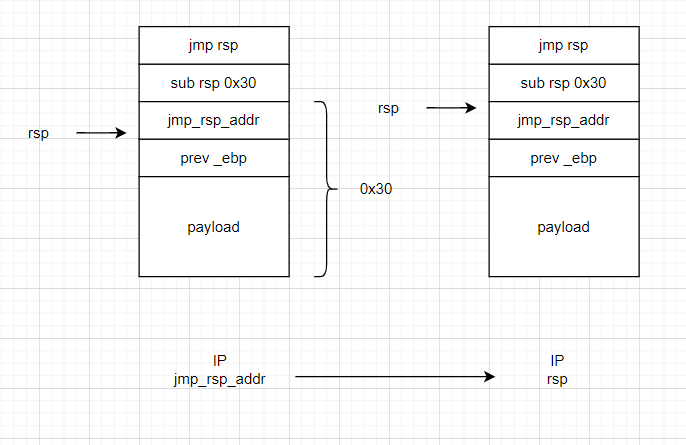 jmp rsp
sub rsp 0x30
rsp
jmp_rsp_addr
prev _ebp
payload
0x30
jmp rsp
sub rsp 0x30
rsp
jmp_rsp_addr
prev _ebp
payload
IP
jmp_rsp_addr
IP
rsp